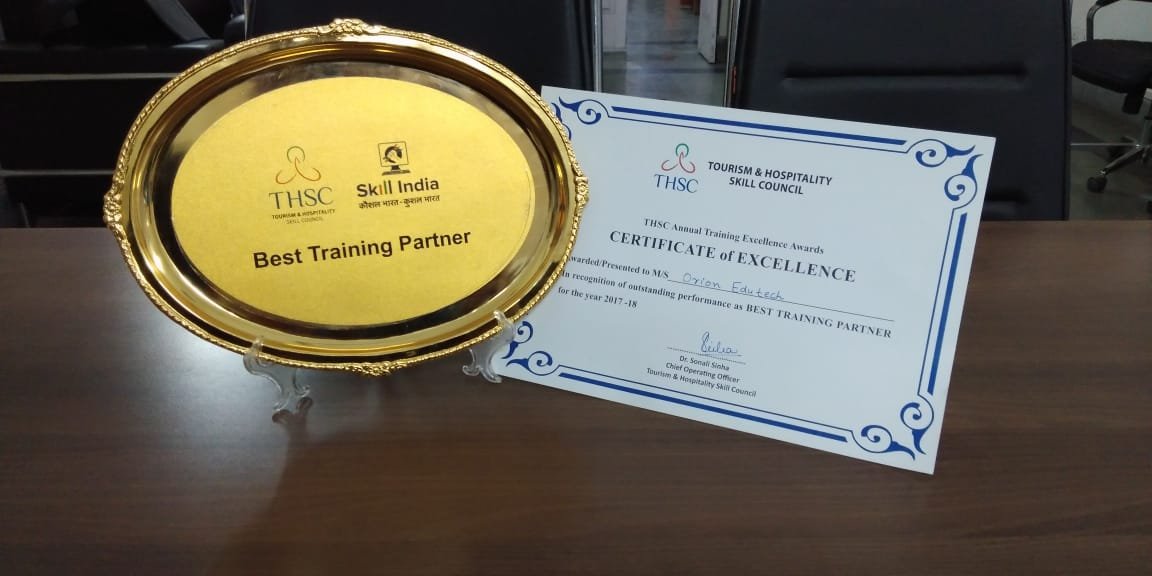 THSC
TOURISM & HOSPITALITY
SKILL COUNCIL
Skill India
कौशल भारत - कुशल भारत
Best Training Partner
THSC
TOURISM & HOSPITALITY
SKILL COUNCIL
THSC Annual Training Excellence Awards
CERTIFICATE of EXCELLENCE
Awarded/Presented to M/S Orion Edutech
In recognition of outstanding performance as BEST TRAINING PARTNER
for the year 2017 -18
Dr. Sonali Sinha
Chief Operating Officer
Tourism & Hospitality Skill Council